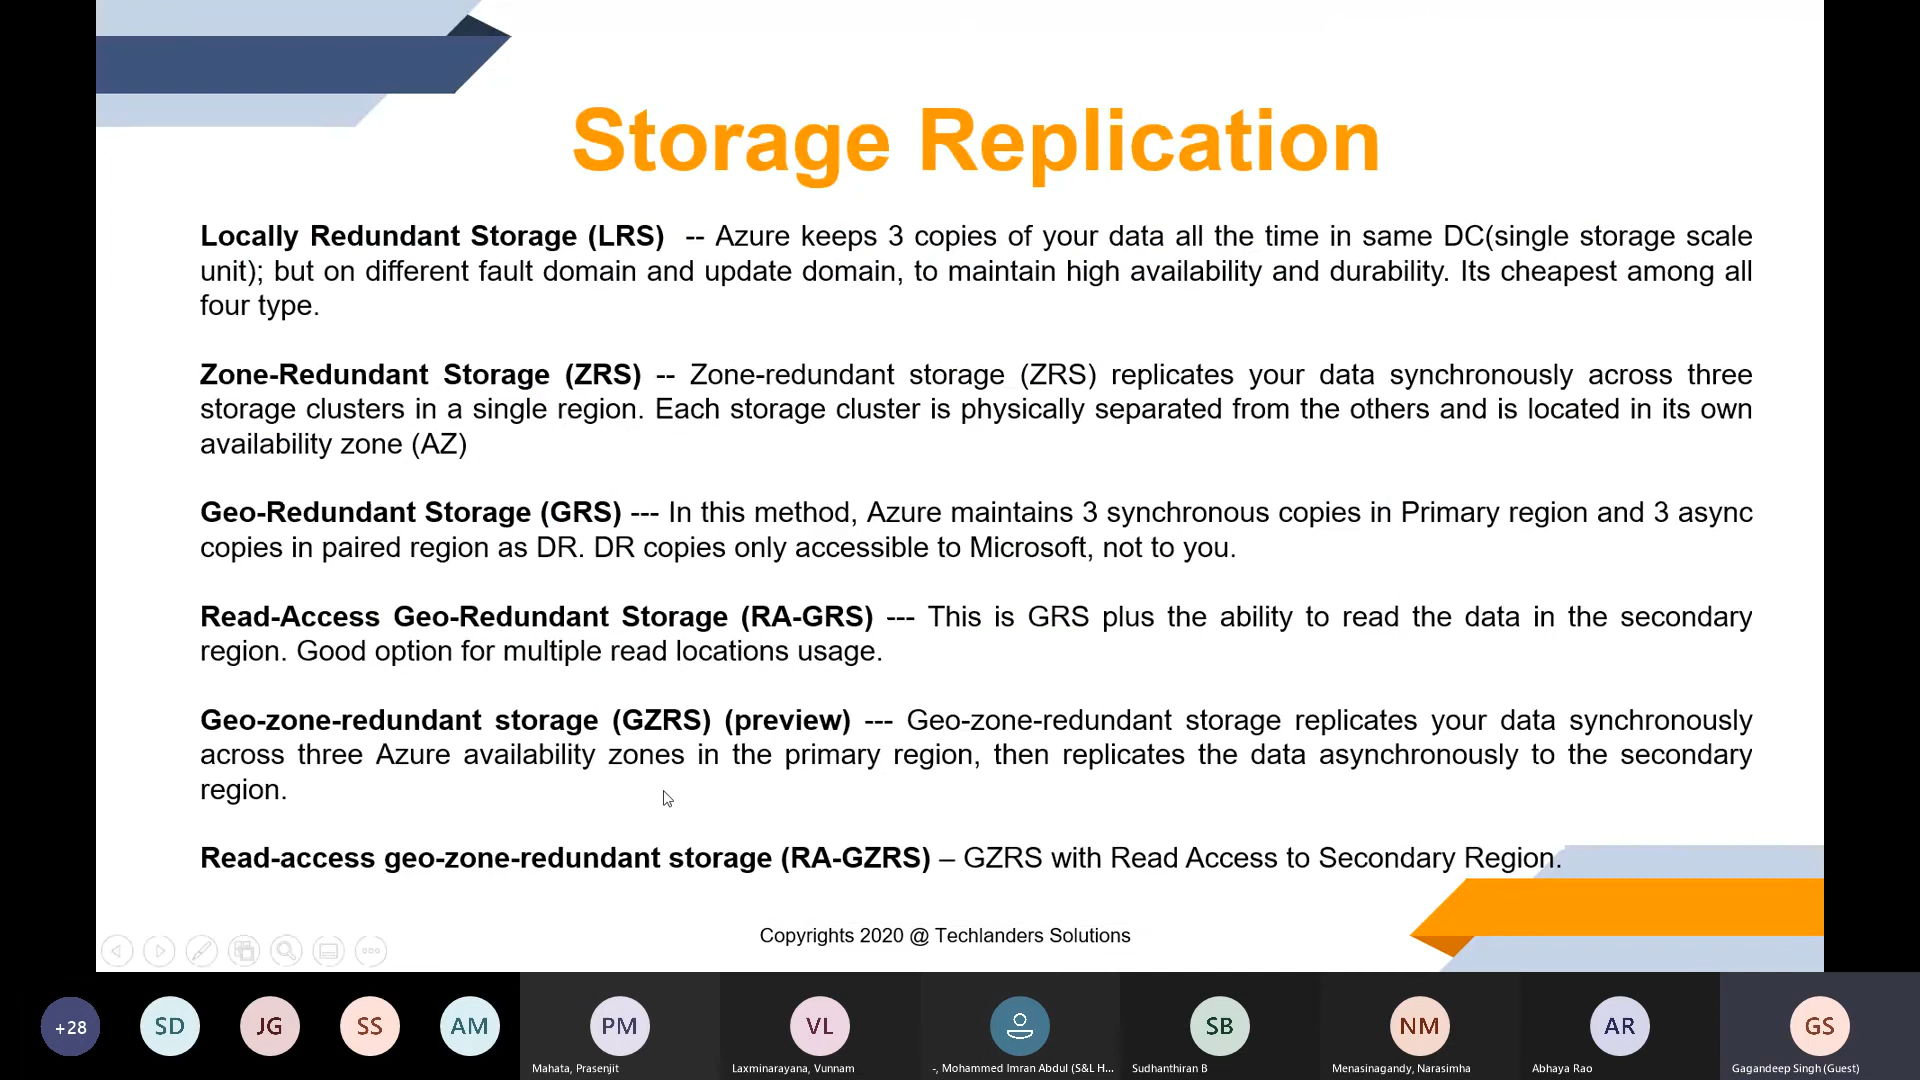 Storage Replication
Locally Redundant Storage (LRS) -- Azure keeps 3 copies of your data all the time in same DC(single storage scale
unit); but on different fault domain and update domain, to maintain high availability and durability. Its cheapest among all
four type.
Zone-Redundant Storage (ZRS) -- Zone-redundant storage (ZRS) replicates your data synchronously across three
storage clusters in a single region. Each storage cluster is physically separated from the others and is located in its own
availability zone (AZ)
Geo-Redundant Storage (GRS) --- In this method, Azure maintains 3 synchronous copies in Primary region and 3 async
copies in paired region as DR. DR copies only accessible to Microsoft, not to you.
Read-Access Geo-Redundant Storage (RA-GRS) --- This is GRS plus the ability to read the data in the secondary
region. Good option for multiple read locations usage.
Geo-zone-redundant storage (GZRS) (preview) --- Geo-zone-redundant storage replicates your data synchronously
across three Azure availability zones in the primary region, then replicates the data asynchronously to the secondary
region.
Read-access geo-zone-redundant storage (RA-GZRS) – GZRS with Read Access to Secondary Region.
Copyrights 2020 @ Techlanders Solutions
+28 SD JG SS AM PM VL SB NM AR GS
Mahata, Prasenjit Laxminarayana, Vunnam -, Mohammed Imran Abdul (S&L H... Sudhanthiran B Menasinagandy, Narasimha Abhaya Rao Gagandeep Singh (Guest)